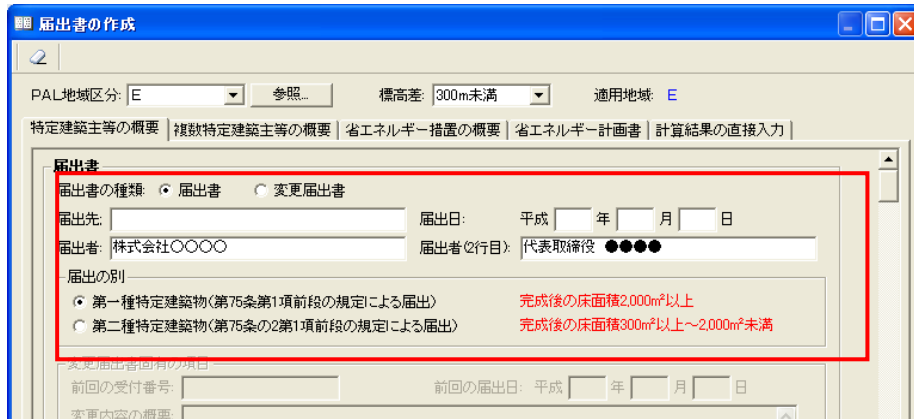 届出書の作成
PAL地域区分: E 参照... 標高差: 300m未満 適用地域: E
特定建築主等の概要 複数特定建築主等の概要 省エネルギー措置の概要 省エネルギー計画書 計算結果の直接入力
届出書
届出書の種類: 届出書 変更届出書
届出先: 届出日: 平成 年 月 日
届出者: 株式会社〇〇〇〇 届出者(2行目): 代表取締役 ●●●●
届出の別
第一種特定建築物(第75条第1項前段の規定による届出) 完成後の床面積2,000㎡以上
第二種特定建築物(第75条の2第1項前段の規定による届出) 完成後の床面積300㎡以上～2,000㎡未満
変更届出書固有の項目
前回の受付番号: 前回の届出日: 平成 年 月 日
変更内容の概要: